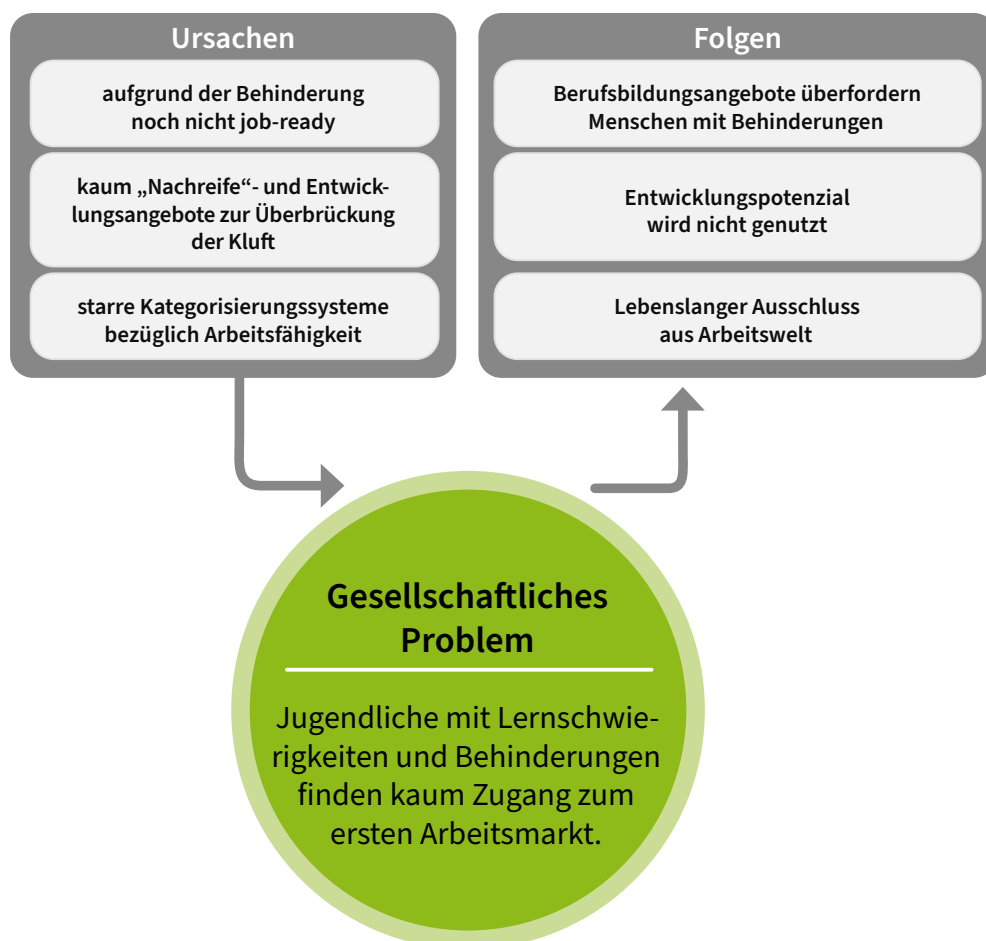 Ursachen
aufgrund der Behinderung
noch nicht job-ready
kaum „Nachreife“- und Entwick-
lungsangebote zur Überbrückung
der Kluft
starre Kategorisierungssysteme
bezüglich Arbeitsfähigkeit
Folgen
Berufsbildungsangebote überfordern
Menschen mit Behinderungen
Entwicklungspotenzial
wird nicht genutzt
Lebenslanger Ausschluss
aus Arbeitswelt
Gesellschaftliches
Problem
Jugendliche mit Lernschwie-
rigkeiten und Behinderungen
finden kaum Zugang zum
ersten Arbeitsmarkt.